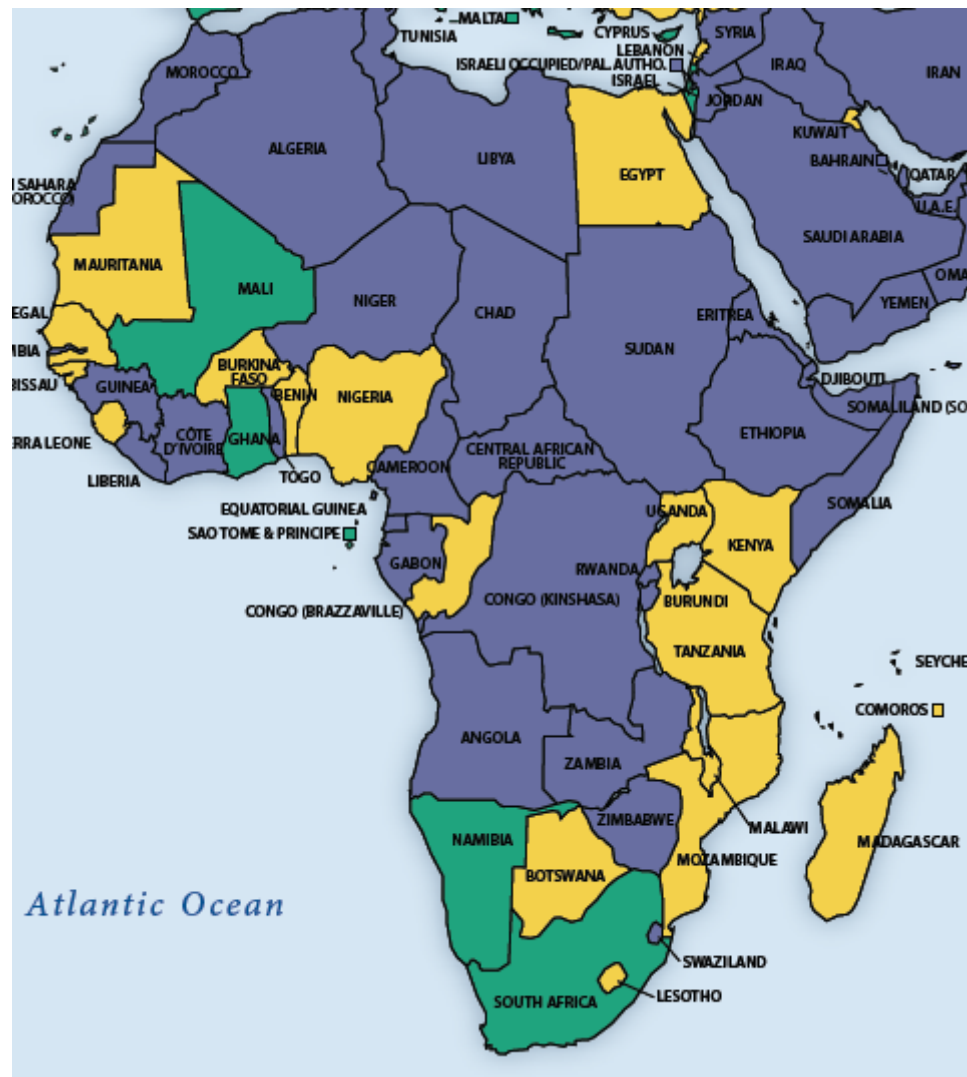 MALTA
CYPRUS
SYRIA
TUNISIA
LEBANON
MOROCCO
ISRAELI OCCUPIED/PAL. AUTHO.
IRAQ
IRAN
ISRAEL
JORDAN
ALGERIA
LIBYA
KUWAIT
EGYPT
BAHRAIN
QATAR
I SAHARA
OROCCO)
U.A.E.
SAUDI ARABIA
MAURITANIA
OMA
MALI
NIGER
YEMEN
EGAL
CHAD
ERITREA
SUDAN
MBIA
BURKINA
FASO
DJIBOUTI
BISSAU
GUINEA
BENIN
NIGERIA
SOMALILAND (SO
CÔTE
D'IVOIRE
GHANA
ETHIOPIA
ERRA LEONE
CENTRAL AFRICAN
REPUBLIC
CAMEROON
TOGO
LIBERIA
SOMALIA
EQUATORIAL GUINEA
UGANDA
SAO TOME & PRINCIPE
KENYA
GABON
RWANDA
CONGO (KINSHASA)
BURUNDI
CONGO (BRAZZAVILLE)
TANZANIA
SEYCHE
COMOROS
ANGOLA
ZAMBIA
ZIMBABWE
MALAWI
NAMIBIA
MADAGASCAR
MOZAMBIQUE
BOTSWANA
Atlantic Ocean
SWAZILAND
LESOTHO
SOUTH AFRICA